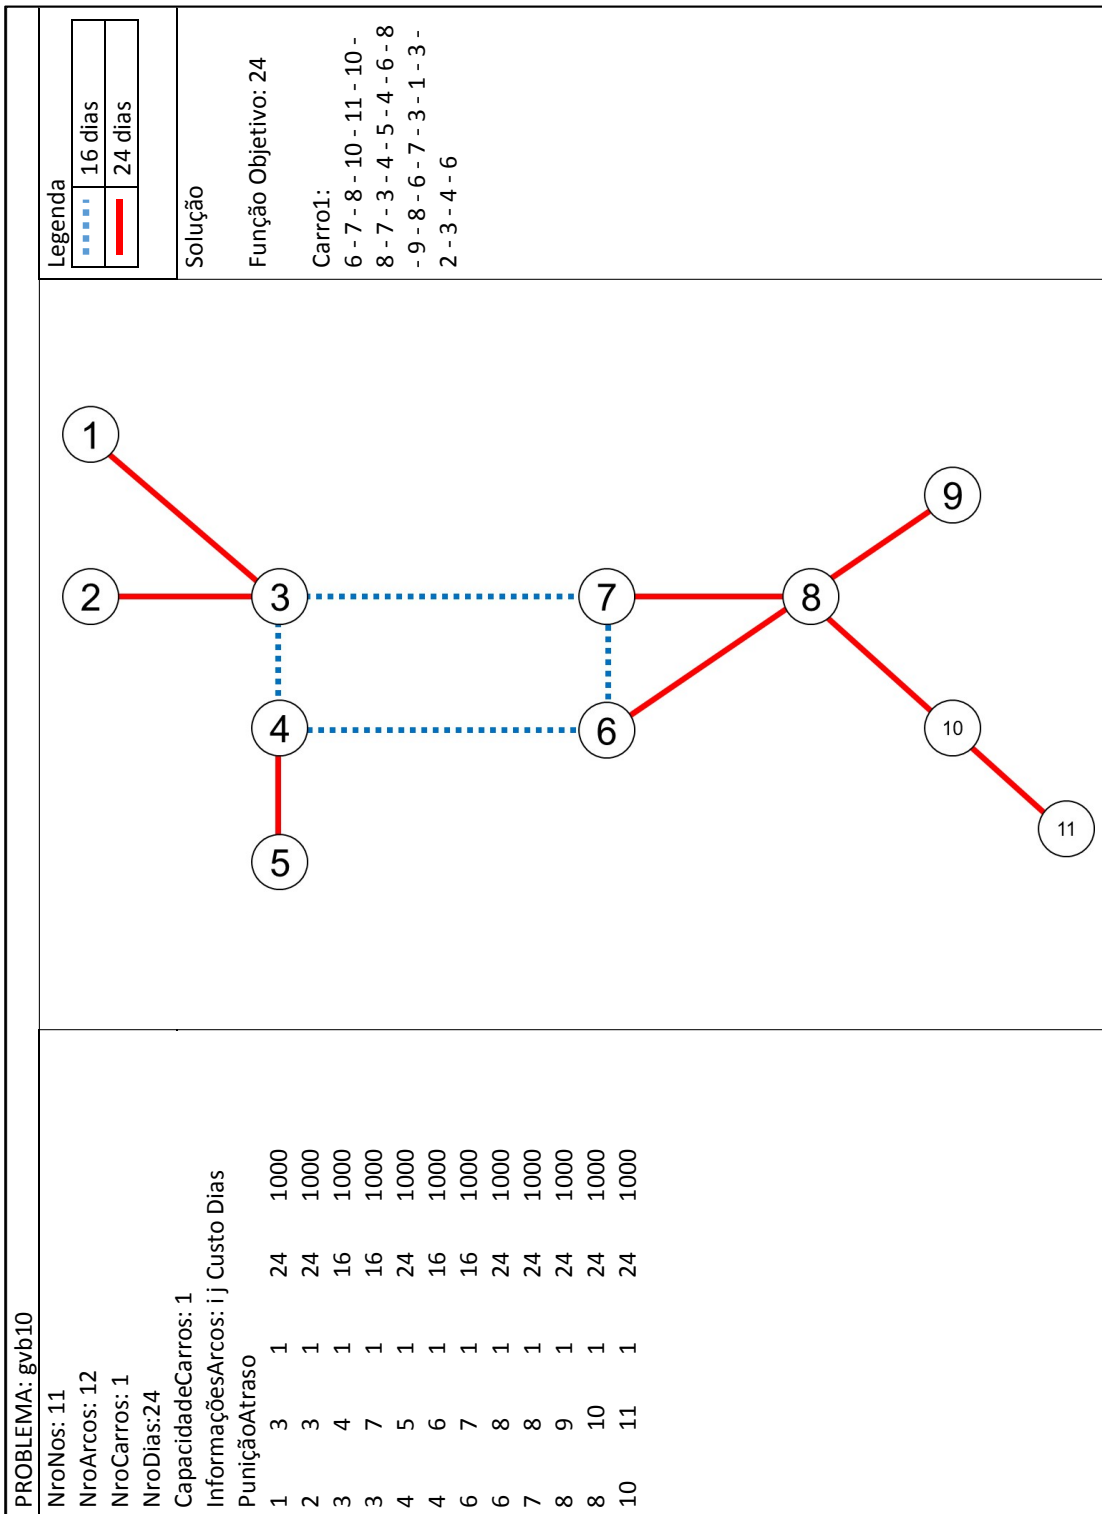 PROBLEMA: gvb10
NroNos: 11
NroArcos: 12
NroCarros: 1
NroDias:24
CapacidadeCarros: 1
InformaçõesArcos: i j Custo Dias
PuniçãoAtraso
1 3 1 24 1000
2 3 1 24 1000
3 4 1 16 1000
3 7 1 16 1000
4 5 1 24 1000
4 6 1 16 1000
6 7 1 16 1000
6 8 1 24 1000
7 8 1 24 1000
8 9 1 24 1000
8 10 1 24 1000
10 11 1 24 1000
1
2
3
4
5
6
7
8
9
10
11
Legenda
16 dias
24 dias
Solução
Função Objetivo: 24
Carro1:
6 - 7 - 8 - 10 - 11 - 10 -
8 - 7 - 3 - 4 - 5 - 4 - 6 - 8
- 9 - 8 - 6 - 7 - 3 - 1 - 3 -
2 - 3 - 4 - 6